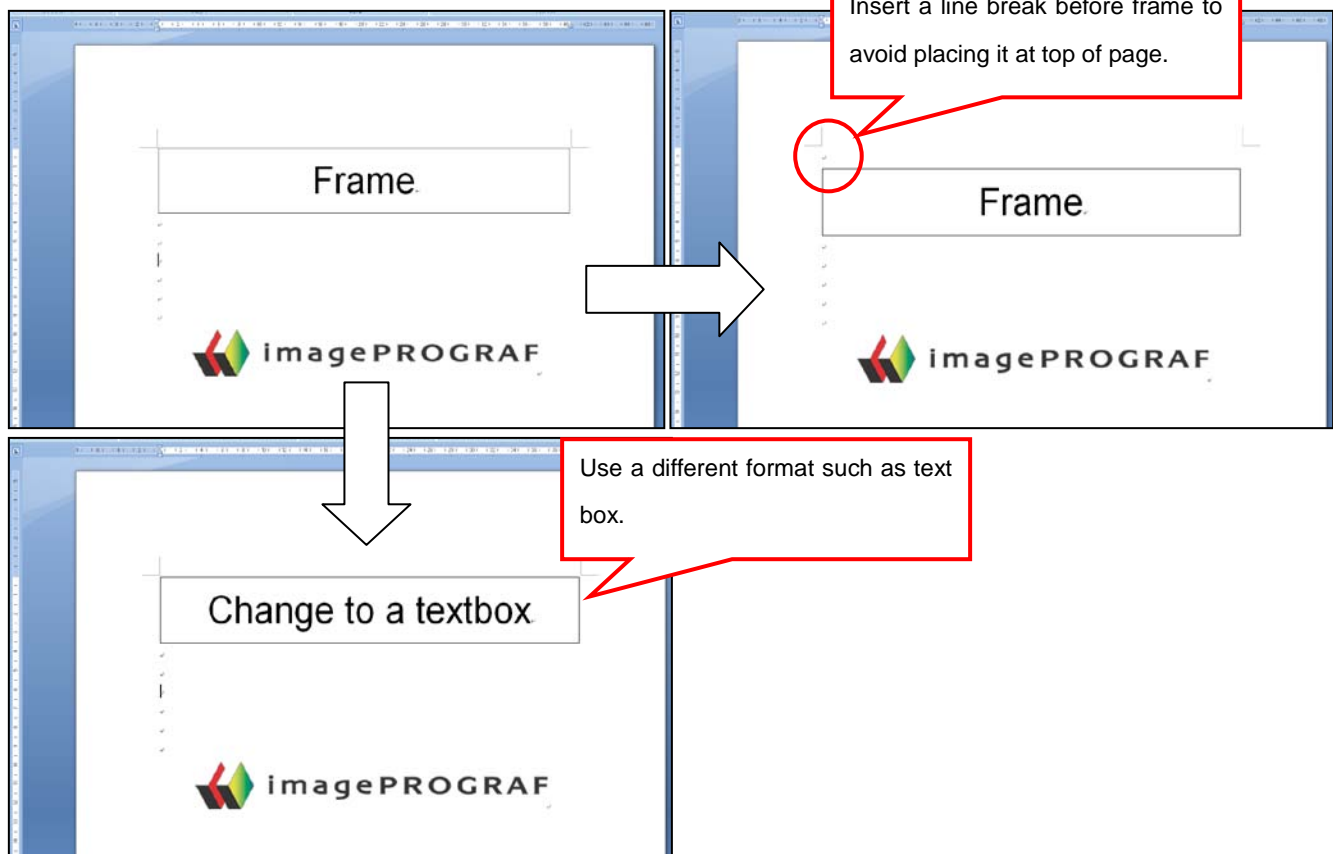 Insert a line break before frame to
avoid placing it at top of page.
Frame
imagePROGRAF
Frame
imagePROGRAF
Use a different format such as text
box.
Change to a textbox
imagePROGRAF